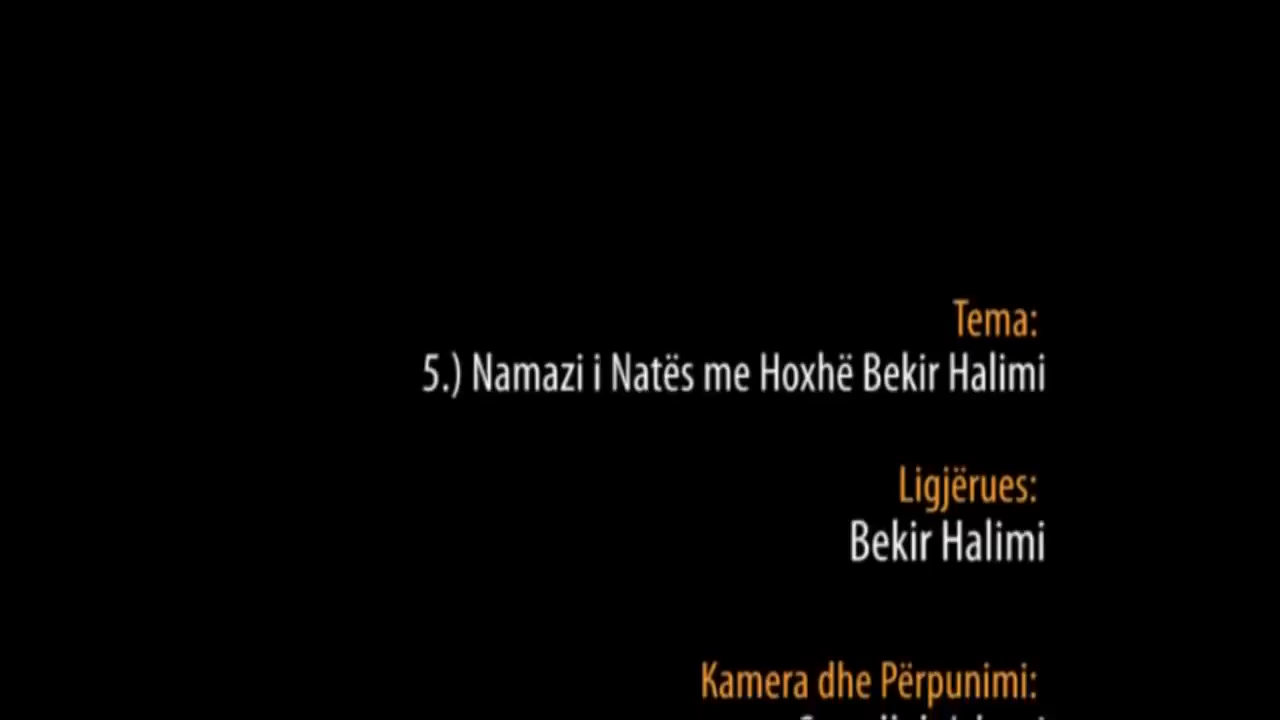 Tema:
5.) Namazi i Natës me Hoxhë Bekir Halimi
Ligjërues:
Bekir Halimi
Kamera dhe Përpunimi: